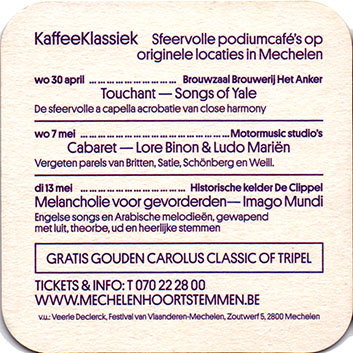 KaffeeKlassiek Sfeervolle podiumcafé's op
originele locaties in Mechelen
wo 30 april ........................ Brouwzaal Brouwerij Het Anker
Touchant — Songs of Yale
De sfeervolle a capella acrobatie van close harmony
wo 7 mei ........................................ Motormusic studio's
Cabaret — Lore Binon & Ludo Mariën
Vergeten parels van Britten, Satie, Schönberg en Weill.
di 13 mei ........................... Historische kelder De Clippel
Melancholie voor gevorderden — Imago Mundi
Engelse songs en Arabische melodieën, gewapend
met luit, theorbe, ud en heerlijke stemmen
GRATIS GOUDEN CAROLUS CLASSIC OF TRIPEL
TICKETS & INFO: T 070 22 28 00
WWW.MECHELENHOORTSTEMMEN.BE
v.u.: Veerle Declerck, Festival van Vlaanderen-Mechelen, Zoutwerf 5, 2800 Mechelen